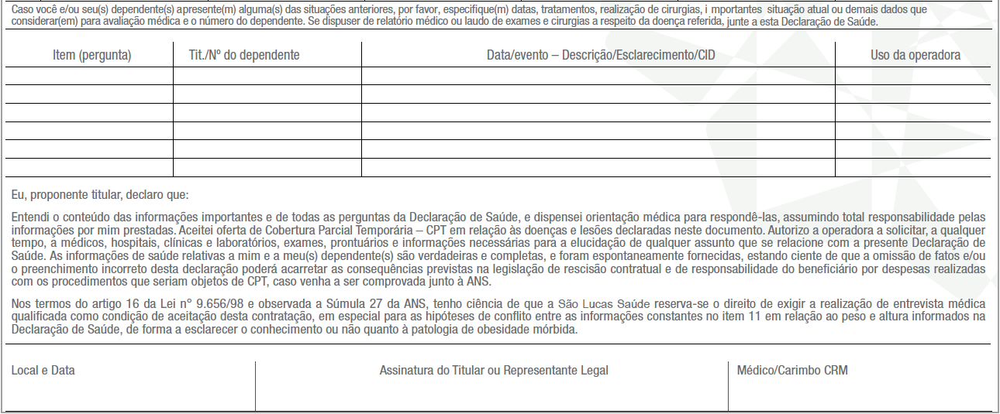 Caso você e/ou seu(s) dependente(s) apresente(m) alguma(s) das situações anteriores, por favor, especifique(m) datas, tratamentos, realização de cirurgias, i mportantes situação atual ou demais dados que
considerar(em) para avaliação médica e o número do dependente. Se dispuser de relatório médico ou laudo de exames e cirurgias a respeito da doença referida, junte a esta Declaração de Saúde.
Item (pergunta) Tit./Nº do dependente Data/evento – Descrição/Esclarecimento/CID Uso da operadora
Eu, proponente titular, declaro que:
Entendi o conteúdo das informações importantes e de todas as perguntas da Declaração de Saúde, e dispensei orientação médica para respondê-las, assumindo total responsabilidade pelas
informações por mim prestadas. Aceitei oferta de Cobertura Parcial Temporária – CPT em relação às doenças e lesões declaradas neste documento. Autorizo a operadora a solicitar, a qualquer
tempo, a médicos, hospitais, clínicas e laboratórios, exames, prontuários e informações necessárias para a elucidação de qualquer assunto que se relacione com a presente Declaração de
Saúde. As informações de saúde relativas a mim e a meu(s) dependente(s) são verdadeiras e completas, e foram espontaneamente fornecidas, estando ciente de que a omissão de fatos e/ou
o preenchimento incorreto desta declaração poderá acarretar as consequências previstas na legislação de rescisão contratual e de responsabilidade do beneficiário por despesas realizadas
com os procedimentos que seriam objetos de CPT, caso venha a ser comprovada junto à ANS.
Nos termos do artigo 16 da Lei n° 9.656/98 e observada a Súmula 27 da ANS, tenho ciência de que a São Lucas Saúde reserva-se o direito de exigir a realização de entrevista médica
qualificada como condição de aceitação desta contratação, em especial para as hipóteses de conflito entre as informações constantes no item 11 em relação ao peso e altura informados na
Declaração de Saúde, de forma a esclarecer o conhecimento ou não quanto à patologia de obesidade mórbida.
Local e Data Assinatura do Titular ou Representante Legal Médico/Carimbo CRM